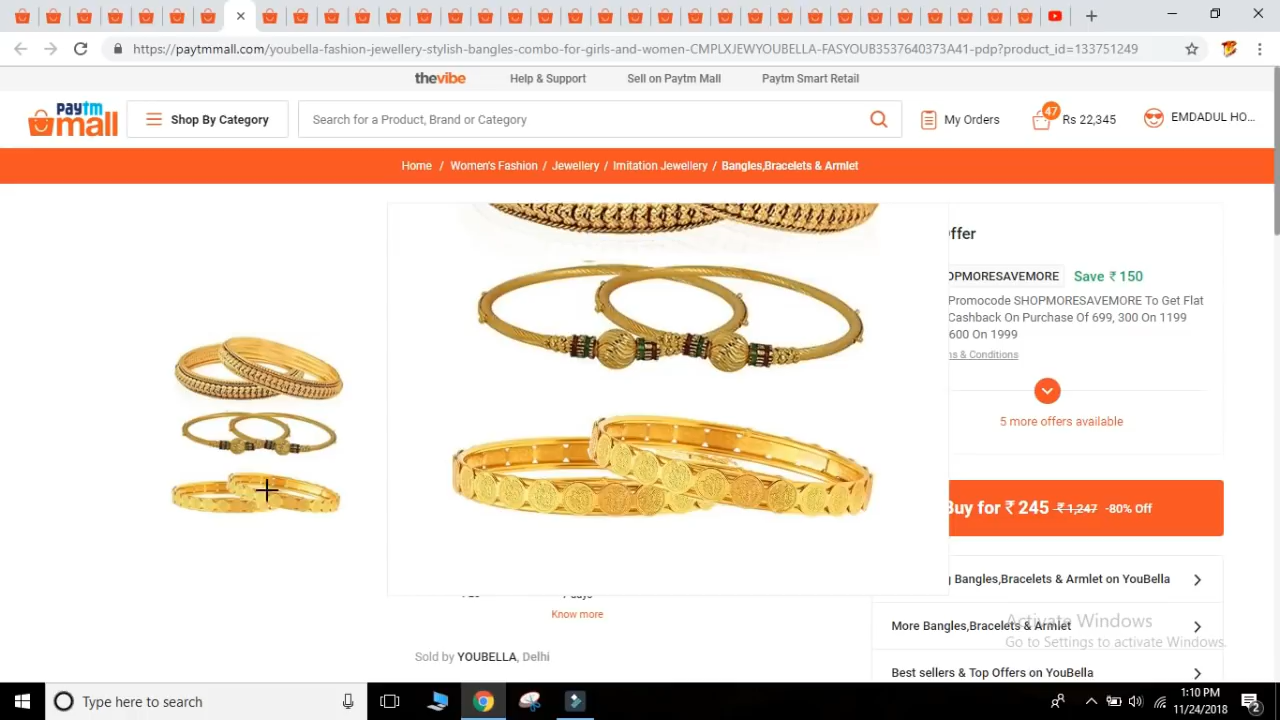 https://paytmmall.com/youbella-fashion-jewellery-stylish-bangles-combo-for-girls-and-women-CMPLXJEWYOUBELLA-FASYOUB3537640373A41-pdp?product_id=133751249
thevibe Help & Support Sell on Paytm Mall Paytm Smart Retail
paytm
mall
Shop By Category
Search for a Product, Brand or Category
My Orders
47
Rs 22,345
EMDADUL HO...
Home / Women's Fashion / Jewellery / Imitation Jewellery / Bangles,Bracelets & Armlet
ffer
OPMORESAVEMORE Save ₹ 150
Promocode SHOPMORESAVEMORE To Get Flat
Cashback On Purchase Of 699, 300 On 1199
600 On 1999
s & Conditions
5 more offers available
Buy for ₹ 245 ₹ 1,247 -80% Off
Bangles,Bracelets & Armlet on YouBella
More Bangles,Bracelets & Armlet
Best sellers & Top Offers on YouBella
Know more
Sold by YOUBELLA, Delhi
Activate Windows
Go to Settings to activate Windows.
Type here to search
1:10 PM
11/24/2018
2